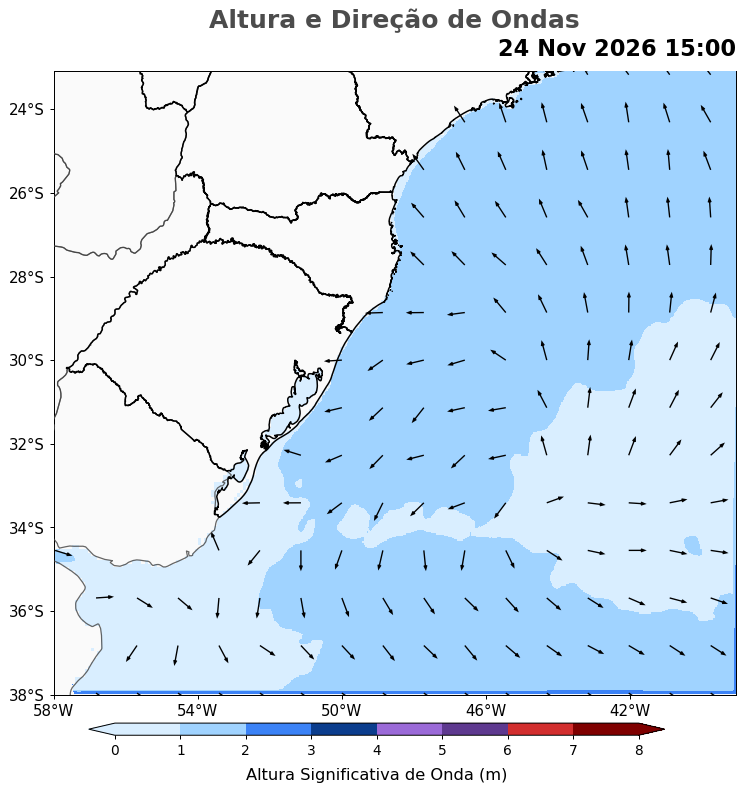 Altura e Direção de Ondas
24 Nov 2026 15:00
24°S
26°S
28°S
30°S
32°S
34°S
36°S
38°S
58°W 54°W 50°W 46°W 42°W
0 1 2 3 4 5 6 7 8
Altura Significativa de Onda (m)